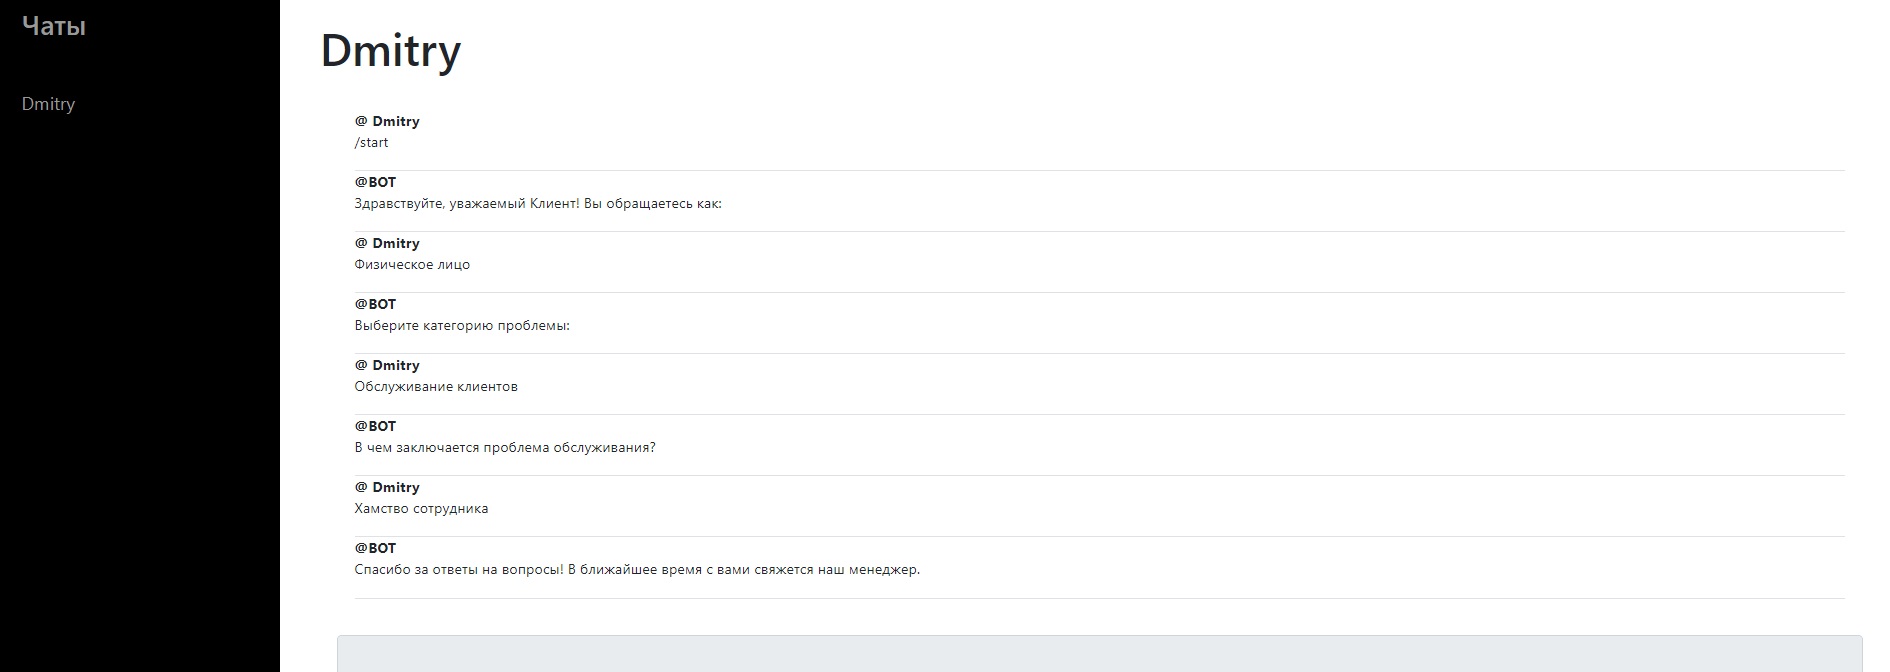 Чаты
Dmitry
Dmitry
@ Dmitry
/start
@BOT
Здравствуйте, уважаемый Клиент! Вы обращаетесь как:
@ Dmitry
Физическое лицо
@BOT
Выберите категорию проблемы:
@ Dmitry
Обслуживание клиентов
@BOT
В чем заключается проблема обслуживания?
@ Dmitry
Хамство сотрудника
@BOT
Спасибо за ответы на вопросы! В ближайшее время с вами свяжется наш менеджер.